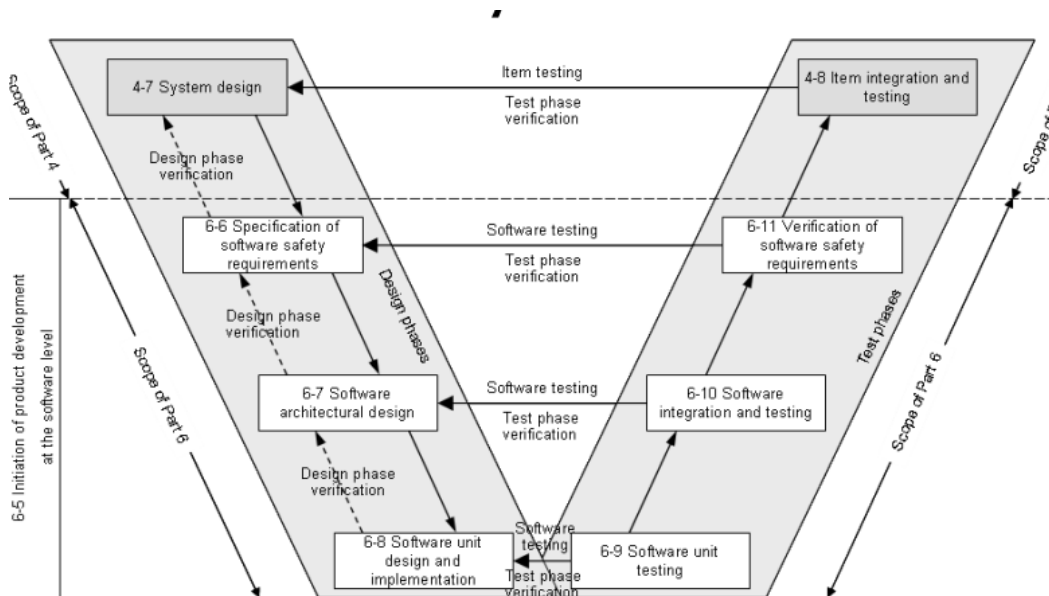 4-7 System design
Item testing
Test phase
verification
4-8 Item integration and
testing
Scope of Part 4
Scope of
Design phase
verification
6-6 Specification of
software safety
requirements
Software testing
Test phase
verification
6-11 Verification of
software safety
requirements
Design phases
Test phases
Design phase
verification
6-5 Initiation of product development
at the software level
Scope of Part 6
Scope of Part 6
6-7 Software
architectural design
Software testing
Test phase
verification
6-10 Software
integration and testing
Design phase
verification
6-8 Software unit
design and
implementation
Software
testing
Test phase
verification
6-9 Software unit
testing